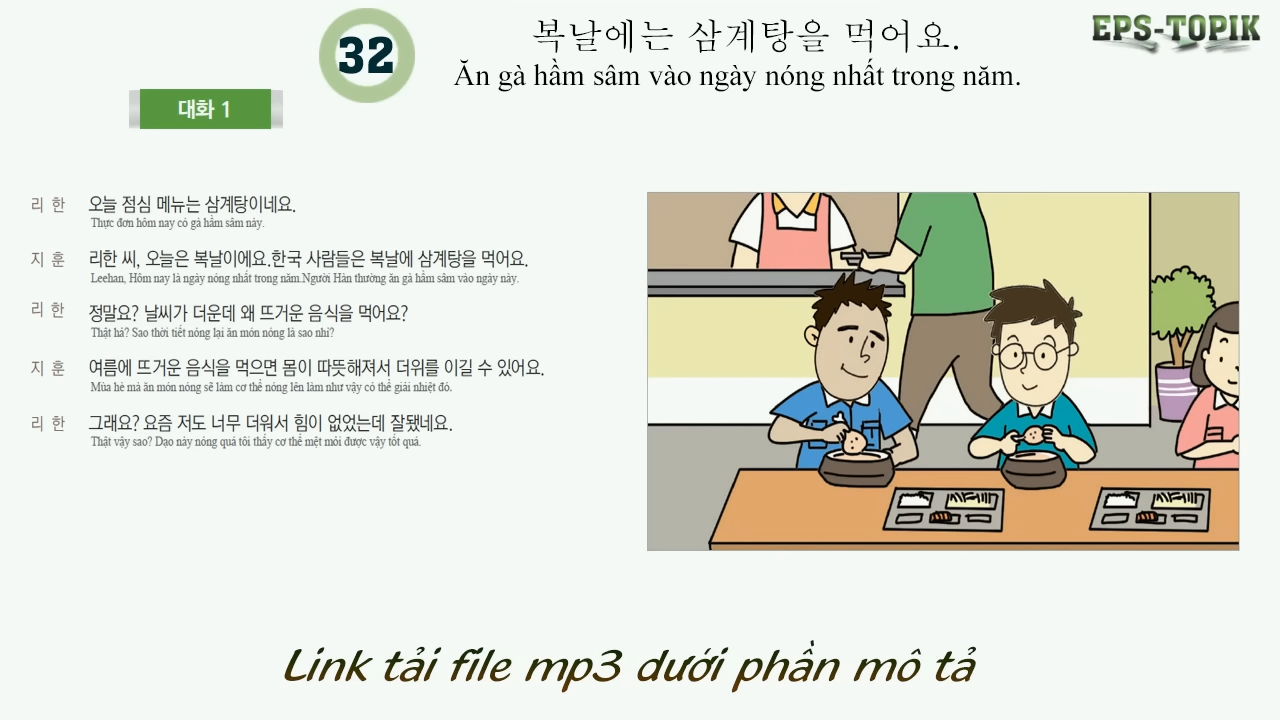 32
복날에는 삼계탕을 먹어요.
EPS-TOPIK
Ăn gà hầm sâm vào ngày nóng nhất trong năm.
대화 1
리 한 오늘 점심 메뉴는 삼계탕이네요.
Thực đơn hôm nay có gà hầm sâm này.
지 훈 리한 씨, 오늘은 복날이에요.한국 사람들은 복날에 삼계탕을 먹어요.
Leehan, Hôm nay là ngày nóng nhất trong năm.Người Hàn thường ăn gà hầm sâm vào ngày này.
리 한 정말요? 날씨가 더운데 왜 뜨거운 음식을 먹어요?
Thật hả? Sao thời tiết nóng lại ăn món nóng là sao nhỉ?
지 훈 여름에 뜨거운 음식을 먹으면 몸이 따뜻해져서 더위를 이길 수 있어요.
Mùa hè mà ăn món nóng sẽ làm cơ thể nóng lên làm như vậy có thể giải nhiệt đó.
리 한 그래요? 요즘 저도 너무 더워서 힘이 없었는데 잘됐네요.
Thật vậy sao? Dạo này nóng quá tôi thấy cơ thể mệt mỏi được vậy tốt quá.
Link tải file mp3 dưới phần mô tả